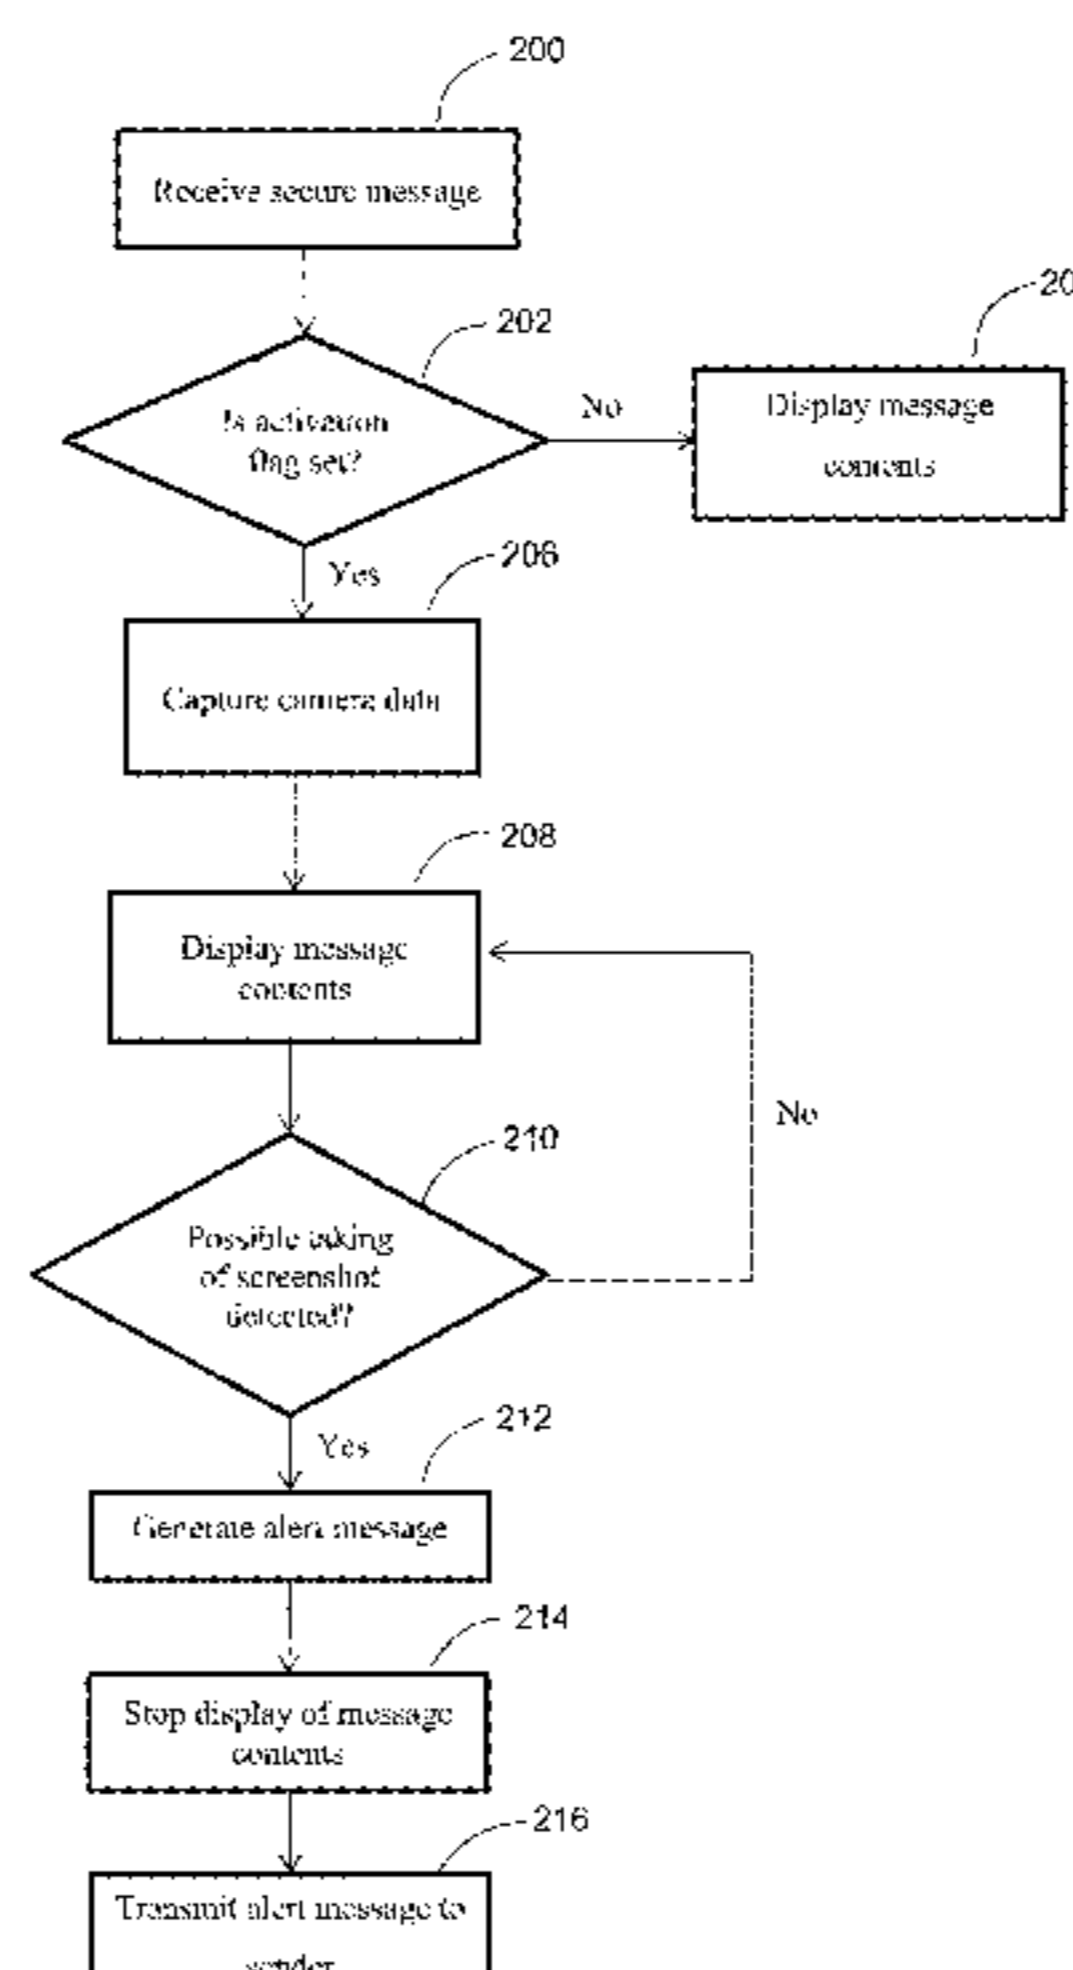 200
Receive secure message
202
Is activation
flag set?
No
20
Display message
contents
Yes
206
Capture camera data
208
Display message
contents
No
210
Possible taking
of screenshot
detected?
Yes
212
Generate alert message
214
Stop display of message
contents
216
Transmit alert message to
sender